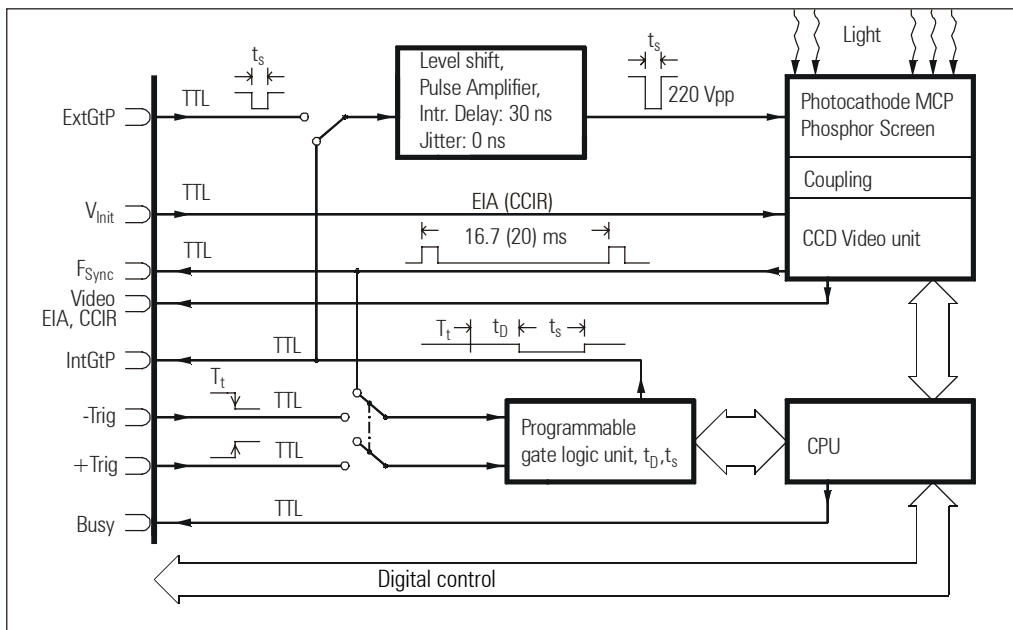 Light
t_s
Level shift,
Pulse Amplifier,
Intr. Delay: 30 ns
Jitter: 0 ns
t_s
220 Vpp
Photocathode MCP
Phosphor Screen
Coupling
CCD Video unit
ExtGtP
TTL
V_Init
TTL
EIA (CCIR)
16.7 (20) ms
F_Sync
TTL
Video
EIA, CCIR
T_t
t_D
t_s
IntGtP
TTL
T_t
-Trig
TTL
+Trig
TTL
Programmable
gate logic unit, t_D,t_s
CPU
Busy
TTL
Digital control